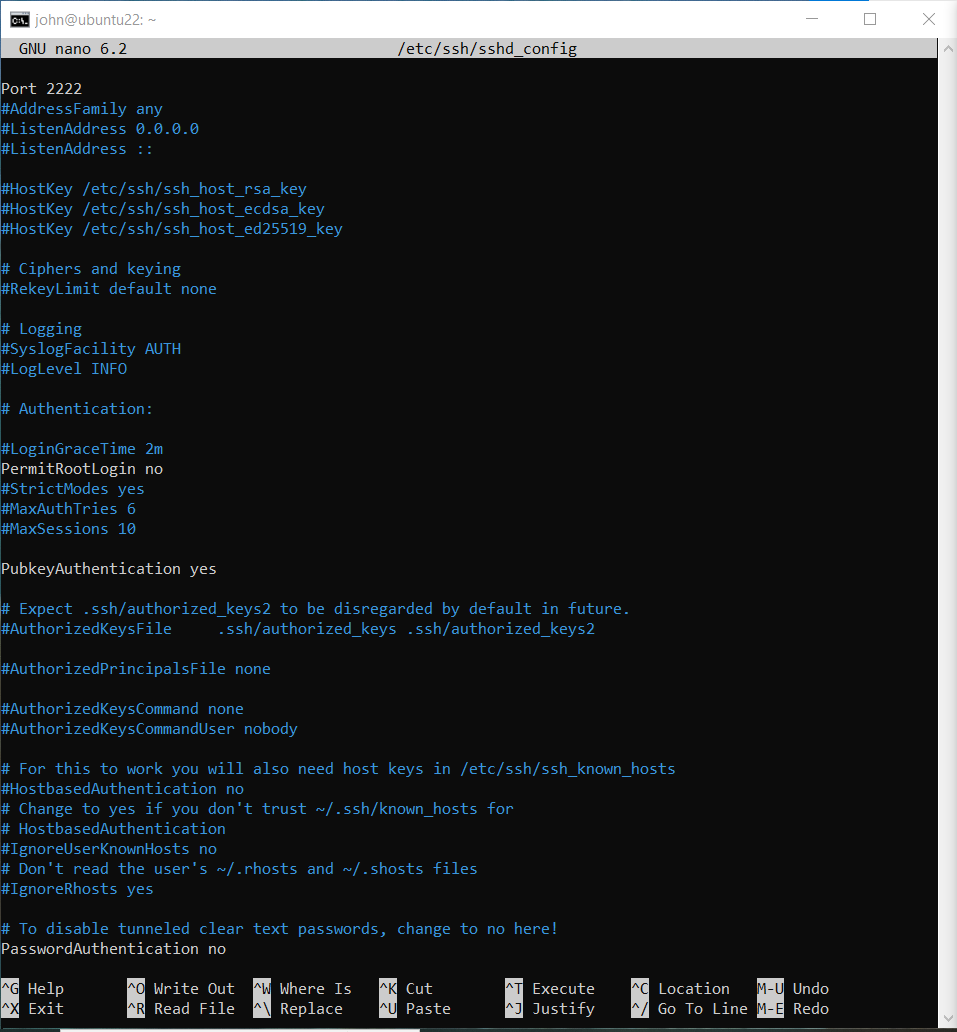 john@ubuntu22: ~
GNU nano 6.2 /etc/ssh/sshd_config
Port 2222
#AddressFamily any
#ListenAddress 0.0.0.0
#ListenAddress ::
#HostKey /etc/ssh/ssh_host_rsa_key
#HostKey /etc/ssh/ssh_host_ecdsa_key
#HostKey /etc/ssh/ssh_host_ed25519_key
# Ciphers and keying
#RekeyLimit default none
# Logging
#SyslogFacility AUTH
#LogLevel INFO
# Authentication:
#LoginGraceTime 2m
PermitRootLogin no
#StrictModes yes
#MaxAuthTries 6
#MaxSessions 10
PubkeyAuthentication yes
# Expect .ssh/authorized_keys2 to be disregarded by default in future.
#AuthorizedKeysFile     .ssh/authorized_keys .ssh/authorized_keys2
#AuthorizedPrincipalsFile none
#AuthorizedKeysCommand none
#AuthorizedKeysCommandUser nobody
# For this to work you will also need host keys in /etc/ssh/ssh_known_hosts
#HostbasedAuthentication no
# Change to yes if you don't trust ~/.ssh/known_hosts for
# HostbasedAuthentication
#IgnoreUserKnownHosts no
# Don't read the user's ~/.rhosts and ~/.shosts files
#IgnoreRhosts yes
# To disable tunneled clear text passwords, change to no here!
PasswordAuthentication no
^G Help ^O Write Out ^W Where Is ^K Cut ^T Execute ^C Location M-U Undo
^X Exit ^R Read File ^\ Replace ^U Paste ^J Justify ^/ Go To Line M-E Redo